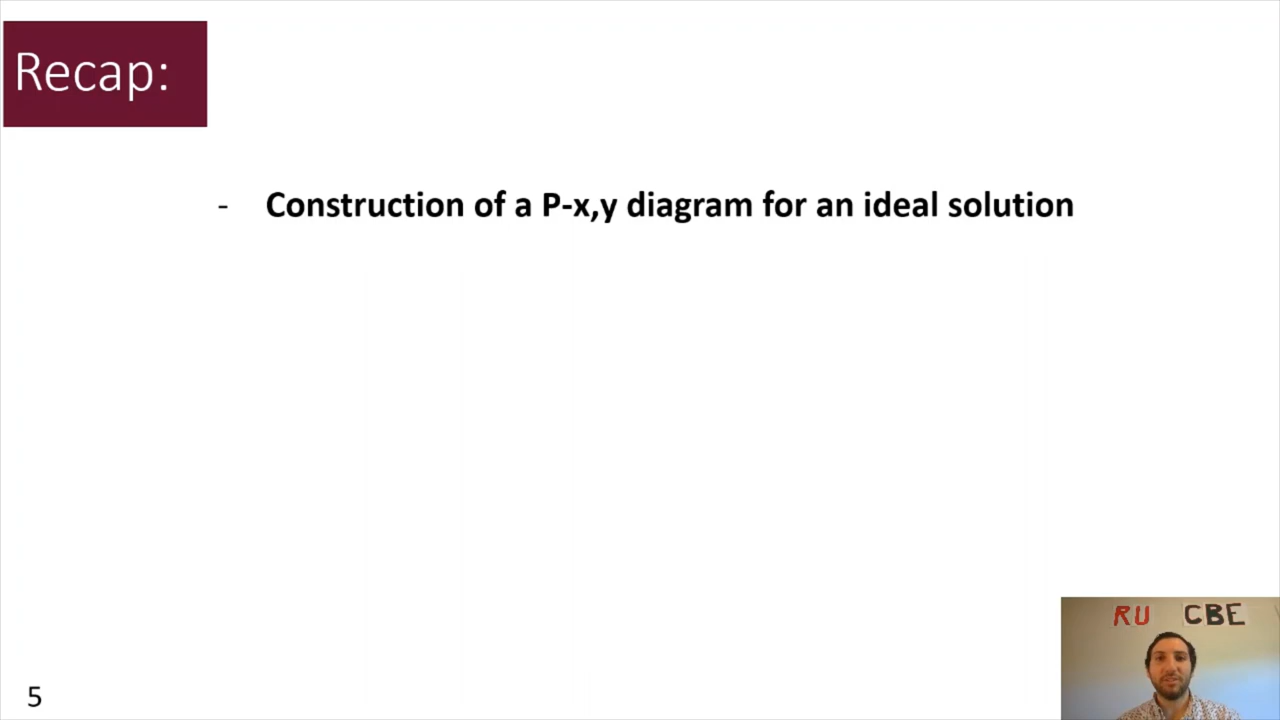 Recap:
- Construction of a P-x,y diagram for an ideal solution
RU CBE
5